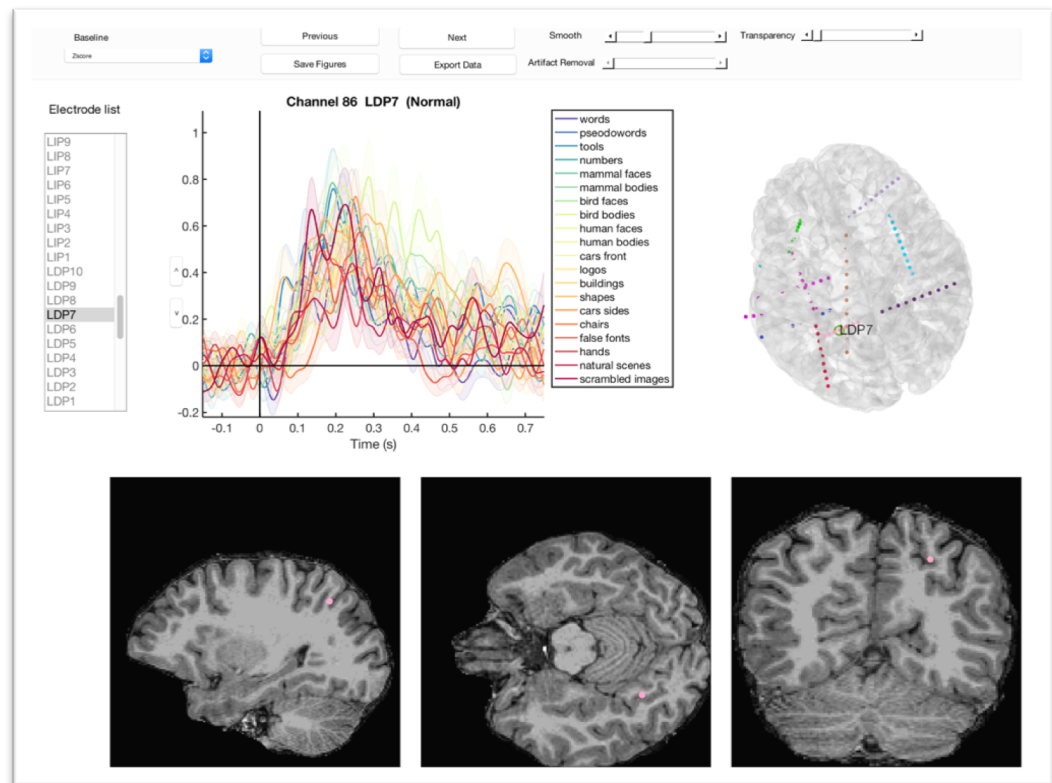 Baseline
Zscore
Previous
Next
Save Figures
Export Data
Smooth
Transparency
Artifact Removal
Electrode list
LIP9
LIP8
LIP7
LIP6
LIP5
LIP4
LIP3
LIP2
LIP1
LDP10
LDP9
LDP8
LDP7
LDP6
LDP5
LDP4
LDP3
LDP2
LDP1
Channel 86 LDP7 (Normal)
1
0.8
0.6
0.4
0.2
0
-0.2
-0.1 0 0.1 0.2 0.3 0.4 0.5 0.6 0.7
Time (s)
words
pseodowords
tools
numbers
mammal faces
mammal bodies
bird faces
bird bodies
human faces
human bodies
cars front
logos
buildings
shapes
cars sides
chairs
false fonts
hands
natural scenes
scrambled images
LDP7